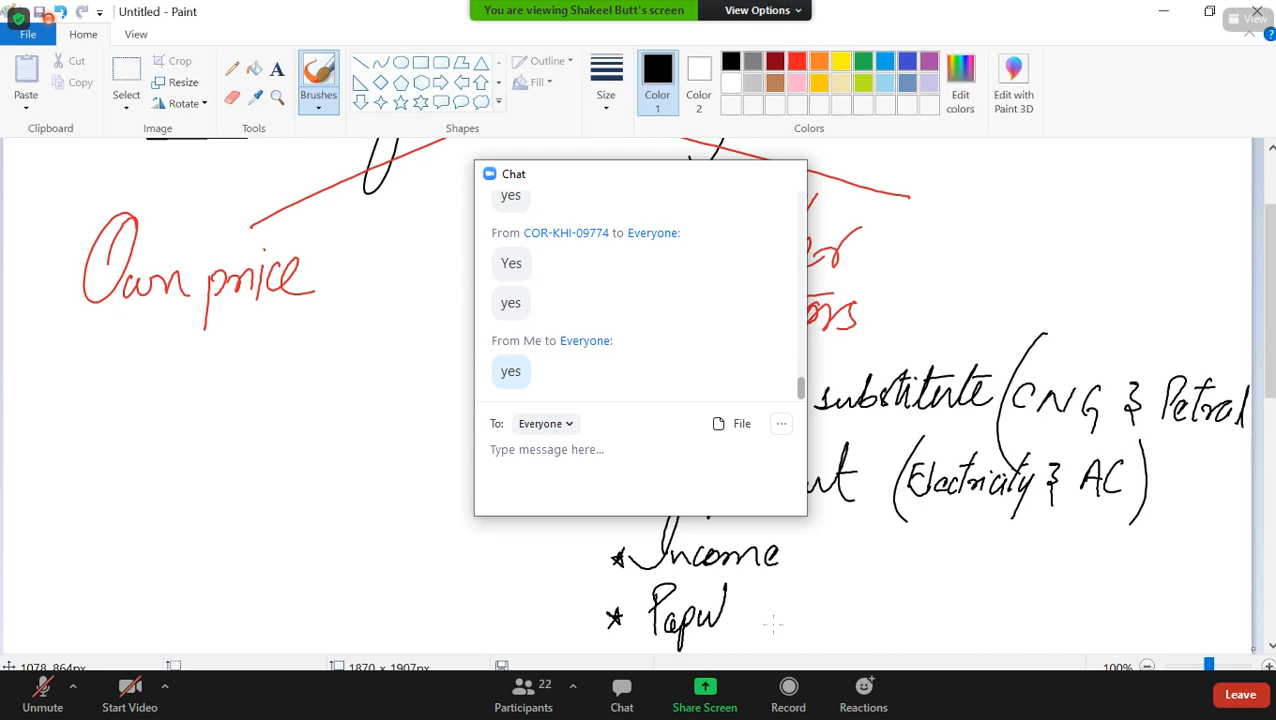 Untitled - Paint
You are viewing Shakeel Butt's screen
View Options
View
File
Home
View
Paste
Cut
Copy
Clipboard
Select
Crop
Resize
Rotate
Image
Tools
Brushes
Shapes
Outline
Fill
Size
Color 1
Color 2
Colors
Edit colors
Edit with Paint 3D
Own price
Chat
yes
From COR-KHI-09774 to Everyone:
Yes
yes
From Me to Everyone:
yes
To: Everyone
File
Type message here...
substitute (CNG & Petrol
(Electricity & AC)
* Income
* Popul
1078, 864px
1870 × 1907px
100%
Unmute
Start Video
Participants
22
Chat
Share Screen
Record
Reactions
Leave